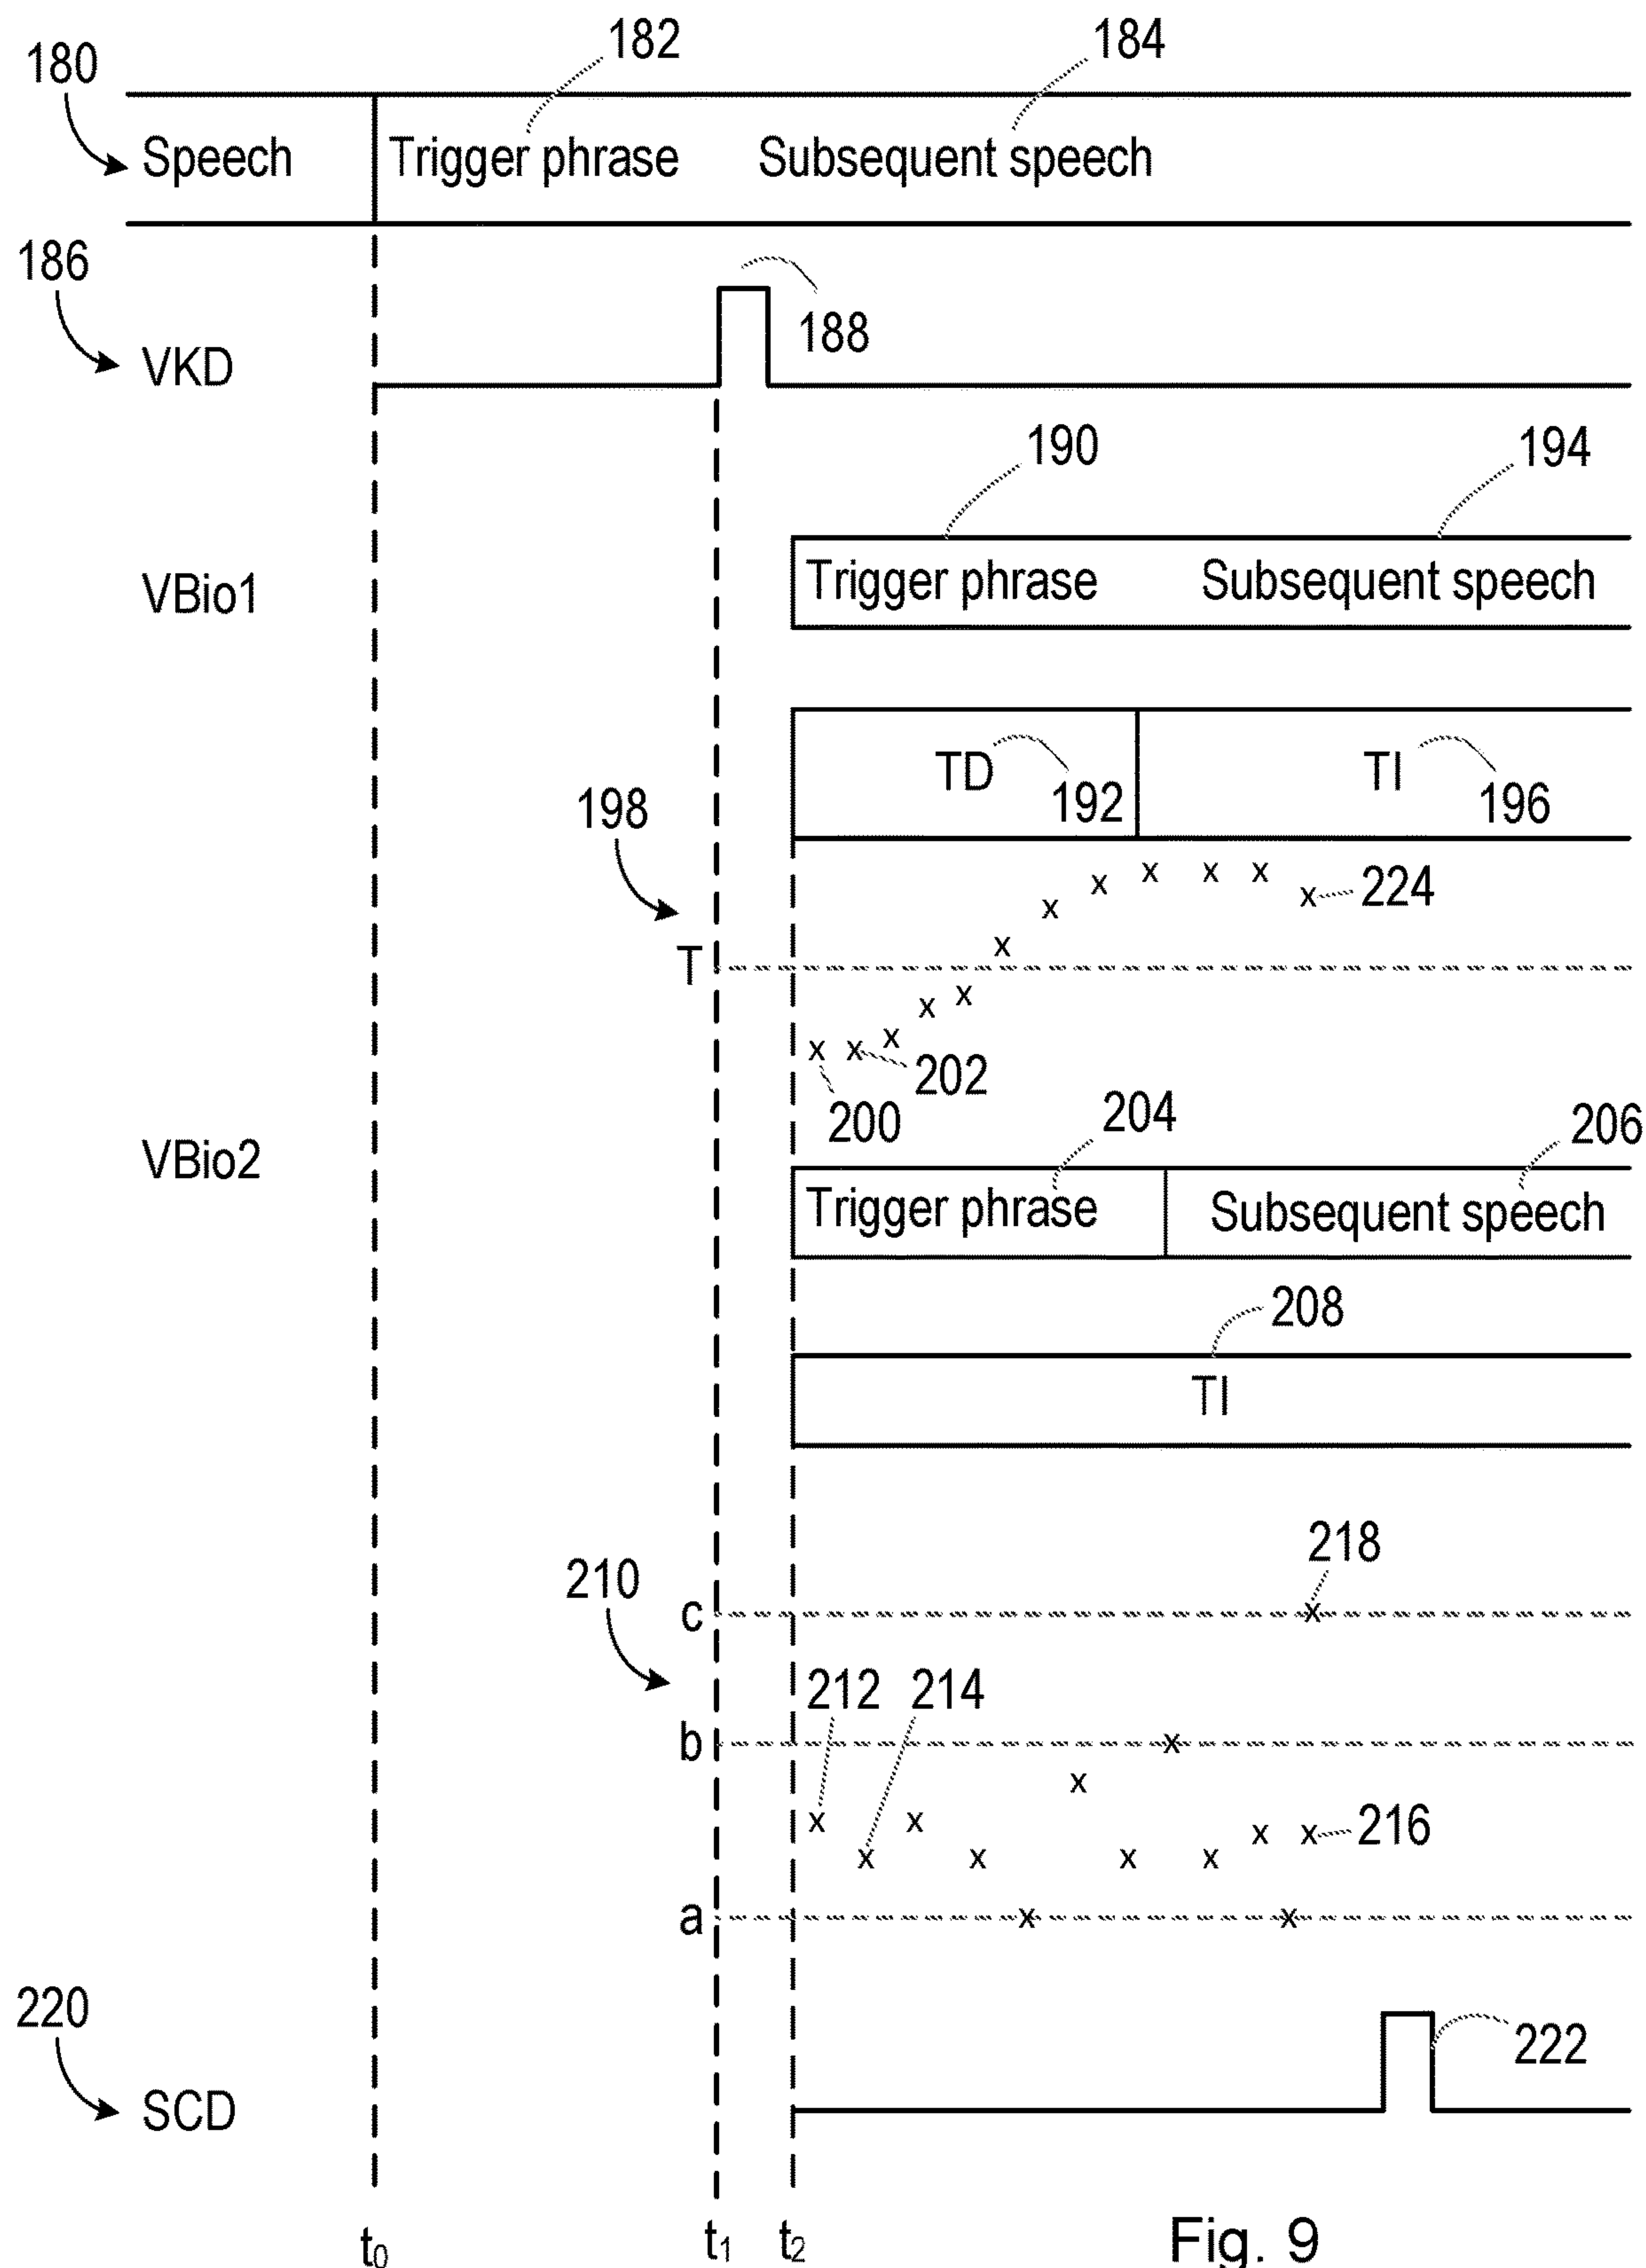 182
184
180
Speech
Trigger phrase
Subsequent speech
186
188
VKD
190
194
VBio1
Trigger phrase
Subsequent speech
TD
192
TI
196
198
x x x x x x
224
T
x x x x x x
202
200
204
206
VBio2
Trigger phrase
Subsequent speech
208
TI
218
210
c
x
212
214
b
x
x
x x
216
x x x x x x
a
x x
220
222
SCD
t0
t1
t2
Fig. 9